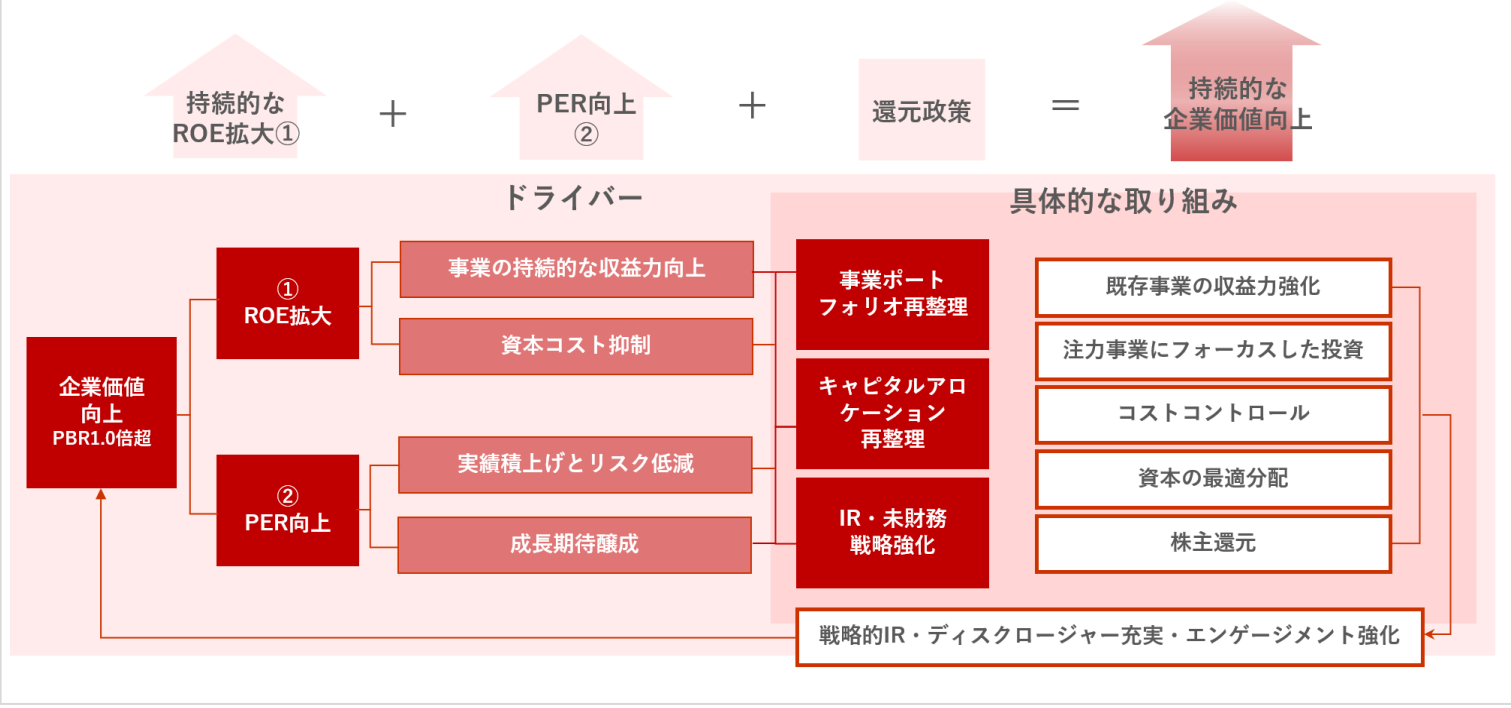 持続的な
ROE拡大①
+
PER向上
②
+
還元政策
=
持続的な
企業価値向上
ドライバー
具体的な取り組み
企業価値
向上
PBR1.0倍超
①
ROE拡大
②
PER向上
事業の持続的な収益力向上
資本コスト抑制
実績積上げとリスク低減
成長期待醸成
事業ポート
フォリオ再整理
キャピタルアロ
ケーション
再整理
IR・未財務
戦略強化
既存事業の収益力強化
注力事業にフォーカスした投資
コストコントロール
資本の最適分配
株主還元
戦略的IR・ディスクロージャー充実・エンゲージメント強化